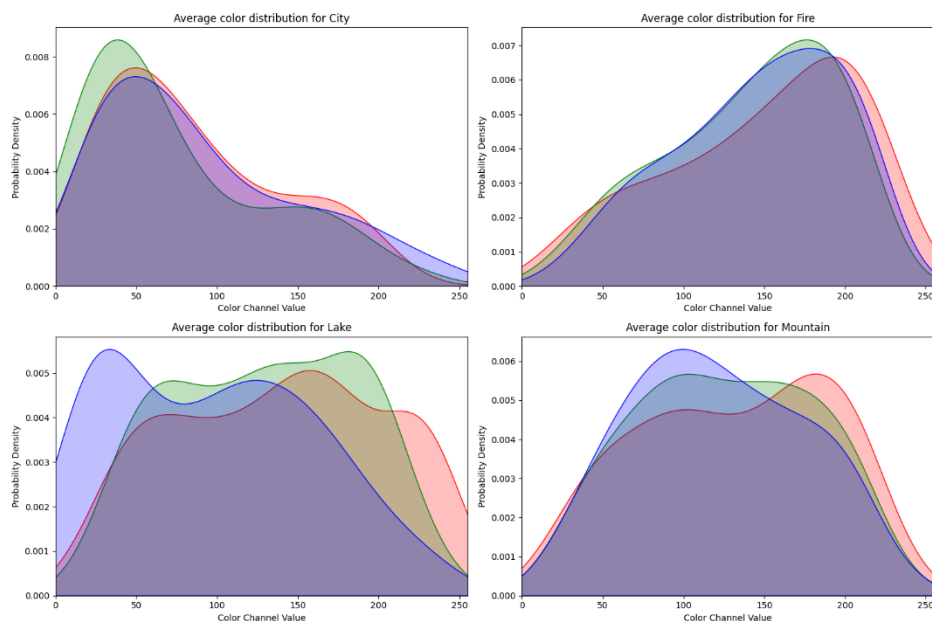 Average color distribution for City
Probability Density
0.008
0.006
0.004
0.002
0.000
0 50 100 150 200 250
Color Channel Value
Average color distribution for Fire
Probability Density
0.007
0.006
0.005
0.004
0.003
0.002
0.001
0.000
0 50 100 150 200 250
Color Channel Value
Average color distribution for Lake
Probability Density
0.005
0.004
0.003
0.002
0.001
0.000
0 50 100 150 200 250
Color Channel Value
Average color distribution for Mountain
Probability Density
0.006
0.005
0.004
0.003
0.002
0.001
0.000
0 50 100 150 200 250
Color Channel Value